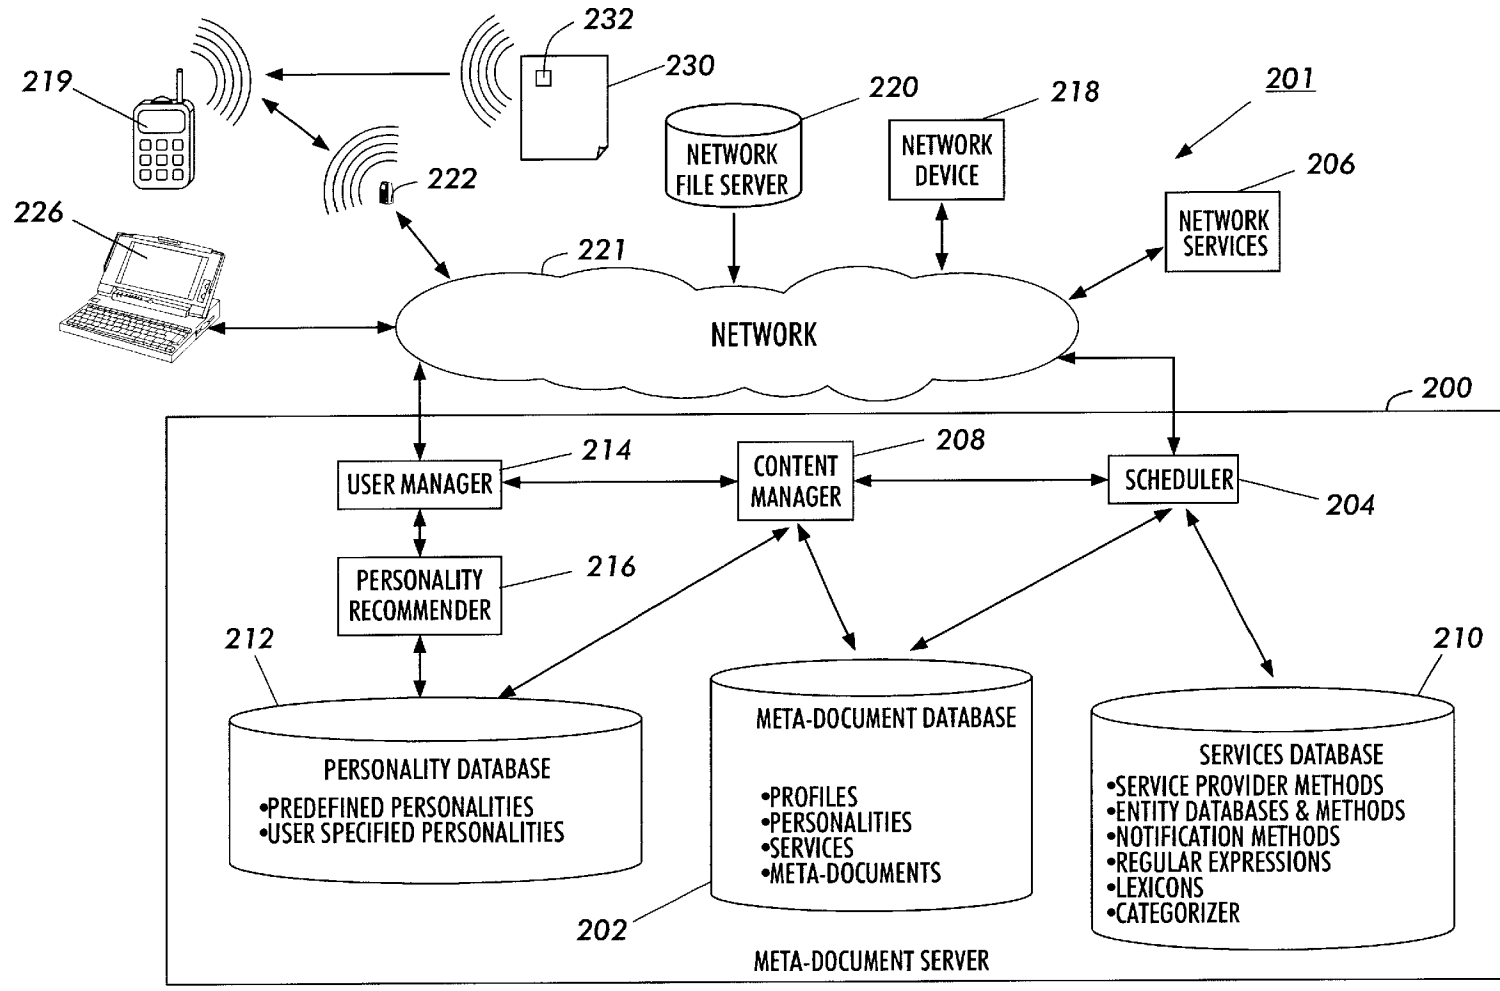 232
219
230
220
218
201
NETWORK
FILE SERVER
NETWORK
DEVICE
222
206
226
NETWORK
SERVICES
221
NETWORK
200
214
208
USER MANAGER
CONTENT
MANAGER
SCHEDULER
204
216
PERSONALITY
RECOMMENDER
212
210
PERSONALITY DATABASE
•PREDEFINED PERSONALITIES
•USER SPECIFIED PERSONALITIES
META-DOCUMENT DATABASE
•PROFILES
•PERSONALITIES
•SERVICES
•META-DOCUMENTS
SERVICES DATABASE
•SERVICE PROVIDER METHODS
•ENTITY DATABASES & METHODS
•NOTIFICATION METHODS
•REGULAR EXPRESSIONS
•LEXICONS
•CATEGORIZER
202
META-DOCUMENT SERVER